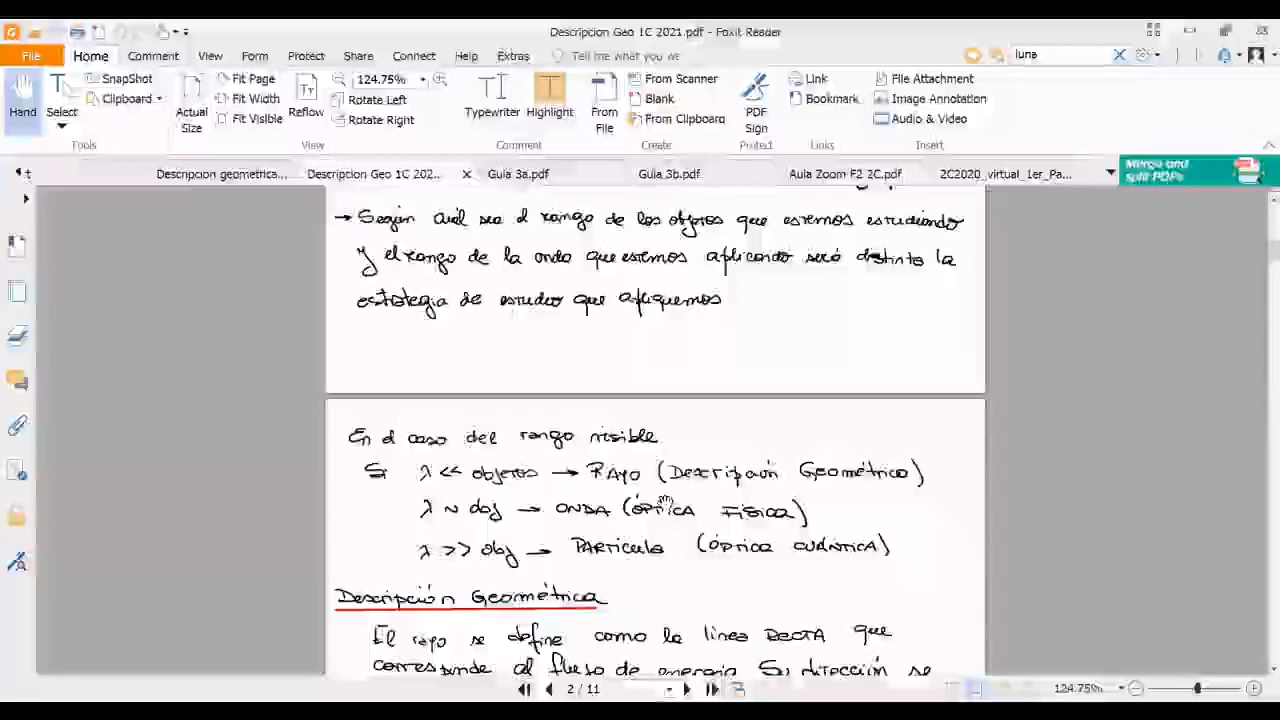 Descripcion Geo 1C 2021.pdf - Foxit Reader
File Home Comment View Form Protect Share Connect Help Extras Tell me what you want luna
Hand Select SnapShot Clipboard Actual Size Fit Page Fit Width Fit Visible Reflow 124.75% Rotate Left Rotate Right Typewriter Highlight From File From Scanner Blank From Clipboard PDF Sign Link Bookmark File Attachment Image Annotation Audio & Video
Tools View Comment Create Protect Links Insert
Descripcion geometrica... Descripcion Geo 1C 202... Guia 3a.pdf Guia 3b.pdf Aula Zoom F2 2C.pdf 2C2020_virtual_1er_Pa... Merge and split PDFs
→ Según cuál sea el rango de los objetos que estemos estudiando
y el rango de la onda que estemos aplicando será distinta la
estrategia de estudio que apliquemos
En el caso del rango visible
Si λ << objetos → RAYO (Descripción Geométrica)
λ ~ obj → ONDA (ÓPTICA FÍSICA)
λ >> obj → PARTICULA (ÓPTICA CUÁNTICA)
Descripción Geométrica
El rayo se define como la línea RECTA que
corresponde al flujo de energía Su dirección se
2 / 11 124.75%